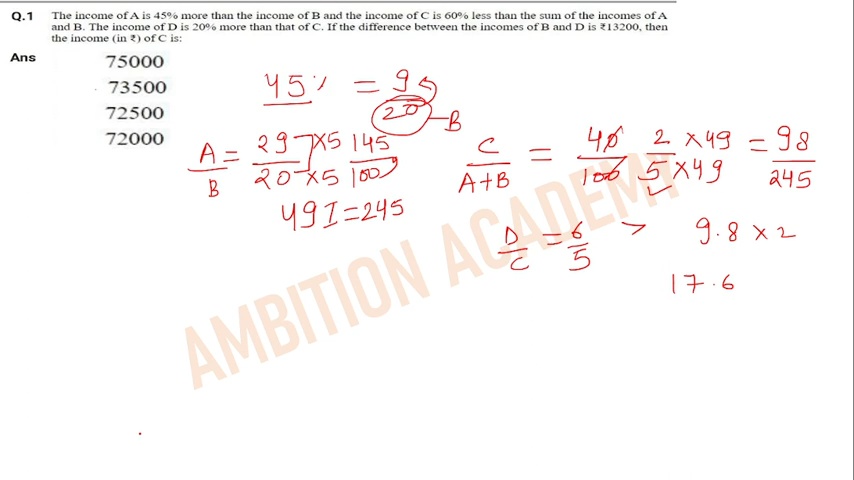 Q.1 The income of A is 45% more than the income of B and the income of C is 60% less than the sum of the incomes of A
and B. The income of D is 20% more than that of C. If the difference between the incomes of B and D is ₹13200, then
the income (in ₹) of C is:
Ans 75000
73500
72500
72000
45% = 9
20 B
A/B = 29/20 ×5 ×5 145/100
49I = 245
C/A+B = 40/100 2/5 ×49 ×49 = 98/245
D/C = 6/5 > 9.8 × 2
17.6
AMBITION ACADEMY